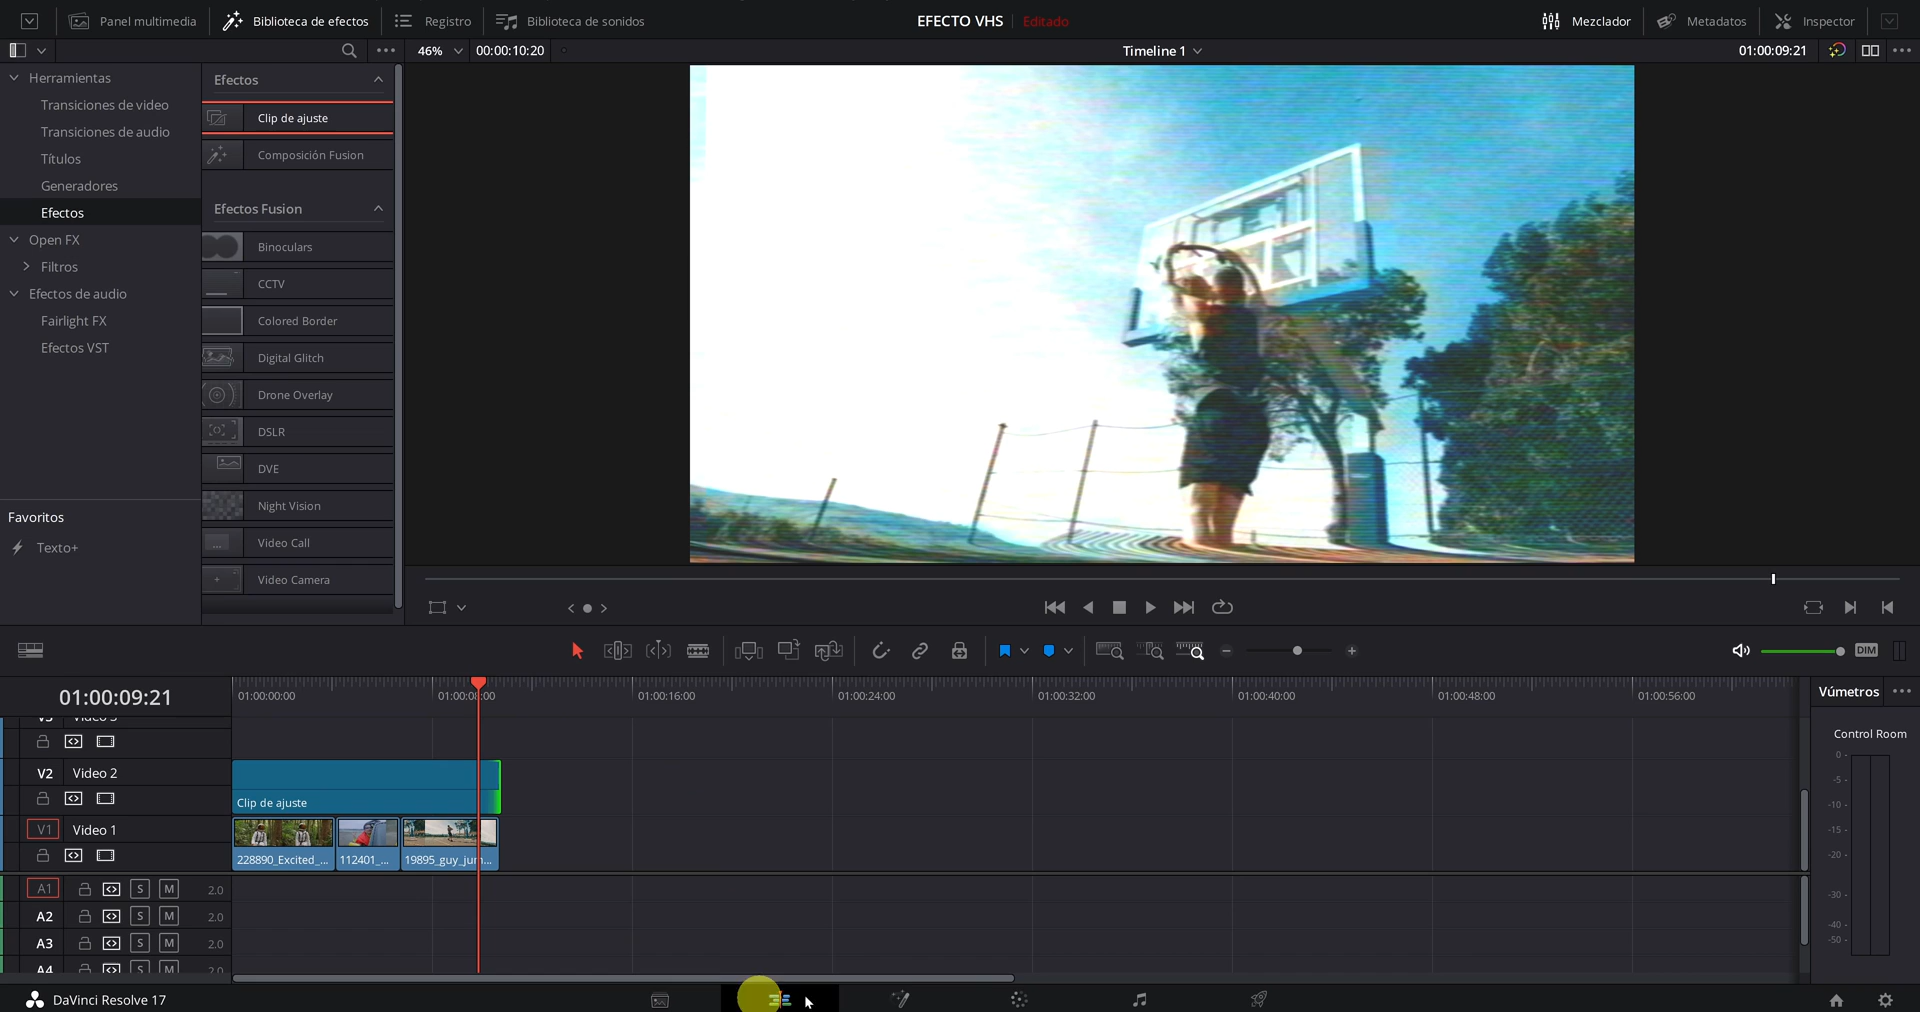 Panel multimedia
Biblioteca de efectos
Registro
Biblioteca de sonidos
EFECTO VHS
Editado
Mezclador
Metadatos
Inspector
46%
00:00:10:20
Timeline 1
01:00:09:21
Herramientas
Transiciones de video
Transiciones de audio
Títulos
Generadores
Efectos
Open FX
Filtros
Efectos de audio
Fairlight FX
Efectos VST
Favoritos
Texto+
Efectos
Clip de ajuste
Composición Fusion
Efectos Fusion
Binoculars
CCTV
Colored Border
Digital Glitch
Drone Overlay
DSLR
DVE
Night Vision
Video Call
Video Camera
DIM
01:00:09:21
01:00:00:00
01:00:08:00
01:00:16:00
01:00:24:00
01:00:32:00
01:00:40:00
01:00:48:00
01:00:56:00
Vúmetros
Control Room
0 -
-5 -
-10 -
-15 -
-20 -
-30 -
-40 -
-50 -
V3 Video 3
V2 Video 2
Clip de ajuste
V1 Video 1
228890_Excited_...
112401_...
19895_guy_jum...
A1 S M 2.0
A2 S M 2.0
A3 S M 2.0
A4 S M 2.0
DaVinci Resolve 17